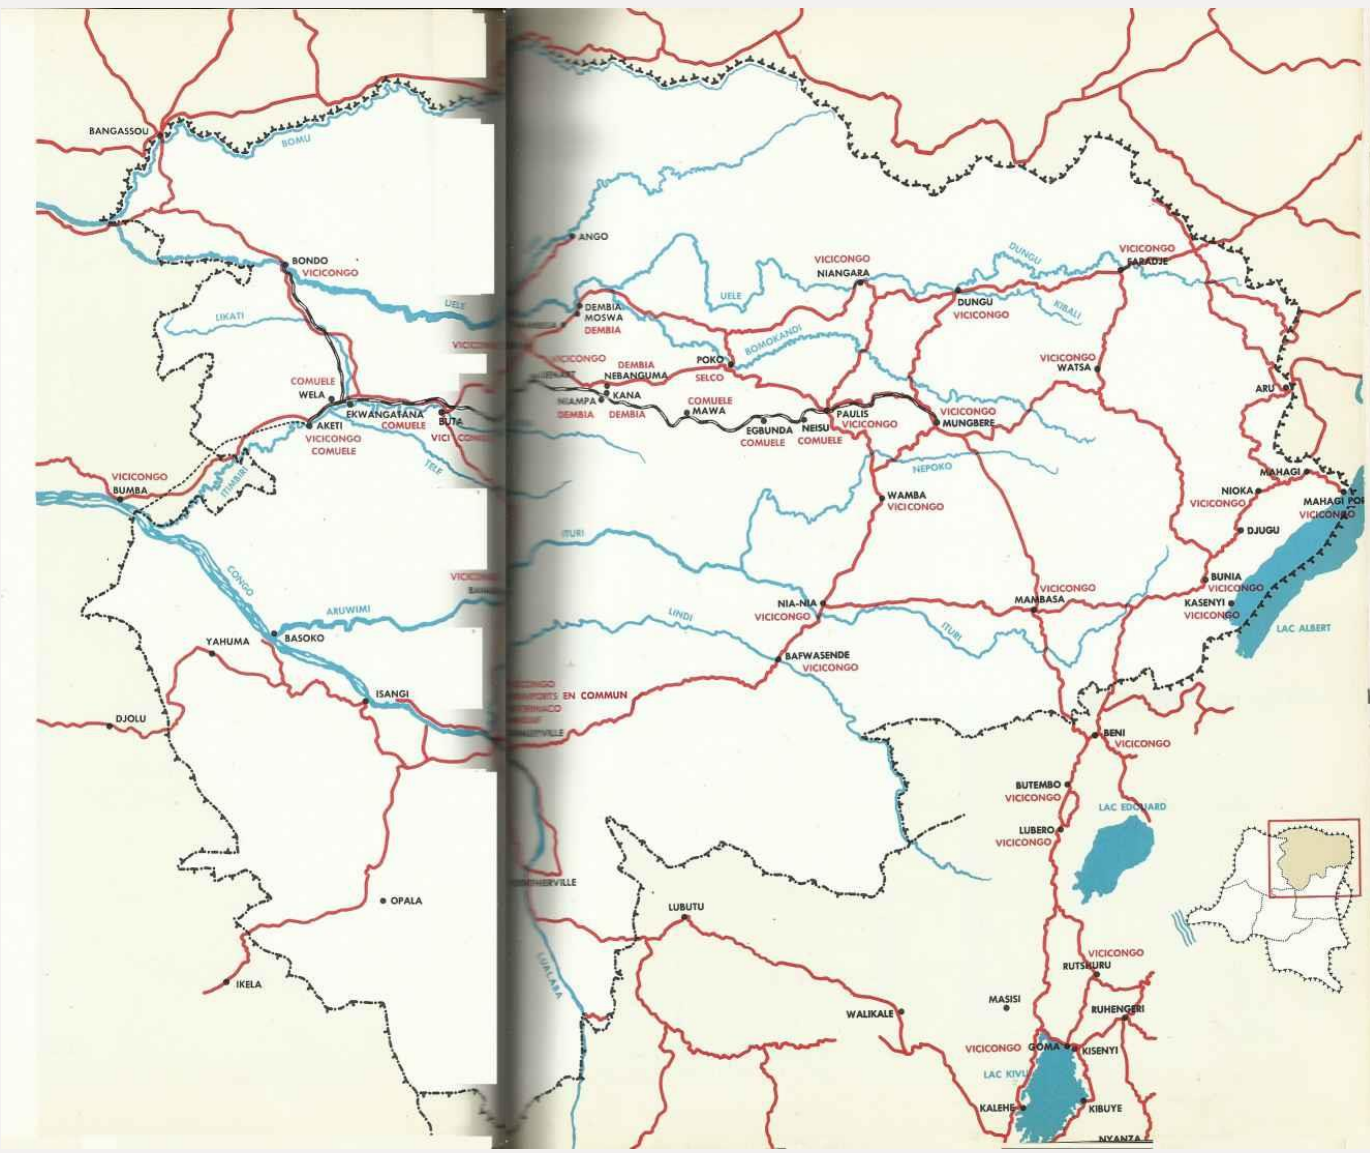 BANGASSOU
BOMU
ANGO
BONDO
VICICONGO
UELE
LIKATI
DEMBIA
MOSWA
DEMBIA
UELE
VICICONGO
NIANGARA
DUNGU
VICICONGO
FARADJE
DUNGU
VICICONGO
KIBALI
BOMOKANDI
POKO
SELCO
VICICONGO
DEMBIA
NEBANGUMA
KANA
NIAMPA
DEMBIA
DEMBIA
COMUELE
MAWA
EGBUNDA
COMUELE
NEISU
COMUELE
PAULIS
VICICONGO
VICICONGO
MUNGBERE
VICICONGO
WATSA
ARU
COMUELE
WELA
EKWANGATANA
COMUELE
AKETI
VICICONGO
COMUELE
BUTA
VICICONGO
TELE
ITIMBIRI
VICICONGO
BUMBA
NEPOKO
WAMBA
VICICONGO
MAHAGI
NIOKA
VICICONGO
MAHAGI
VICICONGO
DJUGU
ITURI
CONGO
ARUWIMI
BASOKO
YAHUMA
LINDI
NIA-NIA
VICICONGO
VICICONGO
MAMBASA
ITURI
BUNIA
VICICONGO
KASENYI
VICICONGO
LAC ALBERT
BAFWASENDE
VICICONGO
ISANGI
DJOLU
EN COMMUN
BENI
VICICONGO
BUTEMBO
VICICONGO
LAC EDOUARD
LUBERO
VICICONGO
OPALA
LUBUTU
IKELA
LUALABA
VICICONGO
RUTSHURU
MASISI
WALIKALE
RUHENGERI
VICICONGO
GOMA
KISENYI
LAC KIVU
KALEHE
KIBUYE
NYANZA